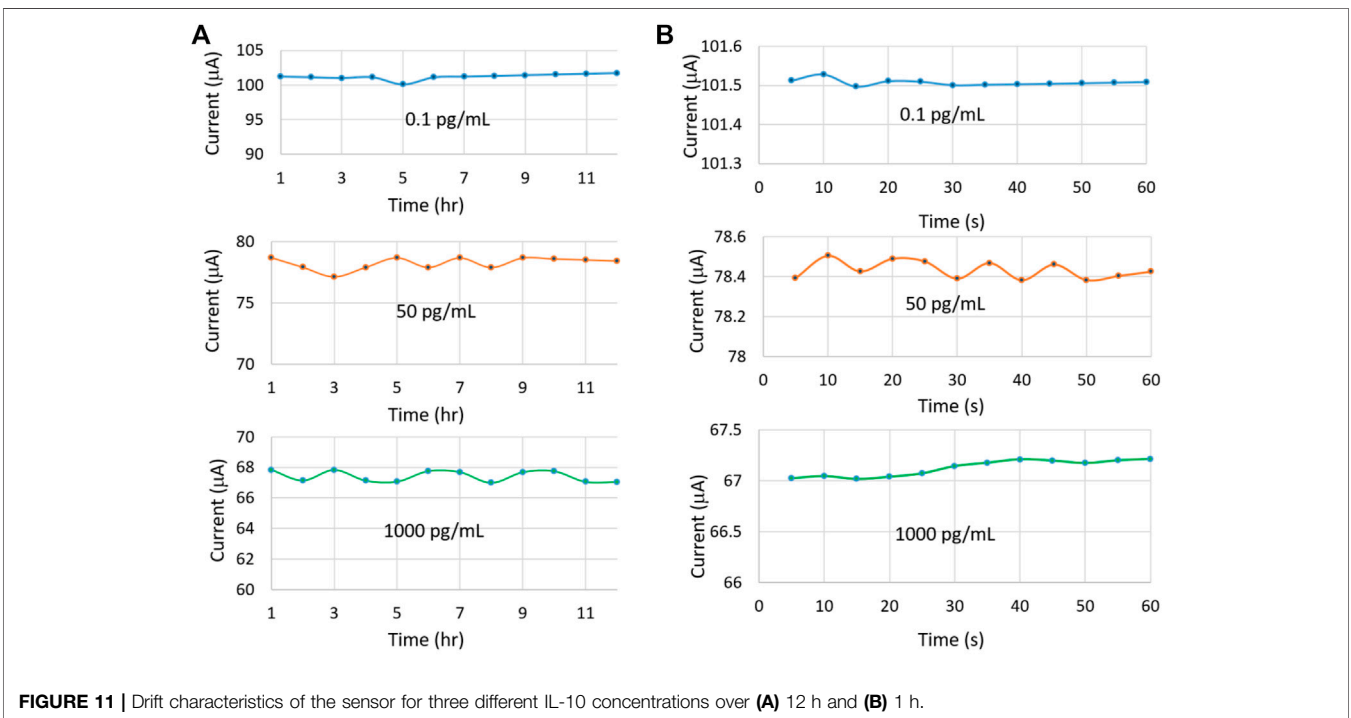 A
105
100
95
90
Current (µA)
0.1 pg/mL
1 3 5 7 9 11
Time (hr)
80
75
70
Current (µA)
50 pg/mL
1 3 5 7 9 11
Time (hr)
70
68
66
64
62
60
Current (µA)
1000 pg/mL
1 3 5 7 9 11
Time (hr)
B
101.6
101.5
101.4
101.3
Current (µA)
0.1 pg/mL
0 10 20 30 40 50 60
Time (s)
78.6
78.4
78.2
78
Current (µA)
50 pg/mL
0 10 20 30 40 50 60
Time (s)
67.5
67
66.5
66
Current (µA)
1000 pg/mL
0 10 20 30 40 50 60
Time (s)
FIGURE 11 | Drift characteristics of the sensor for three different IL-10 concentrations over (A) 12 h and (B) 1 h.